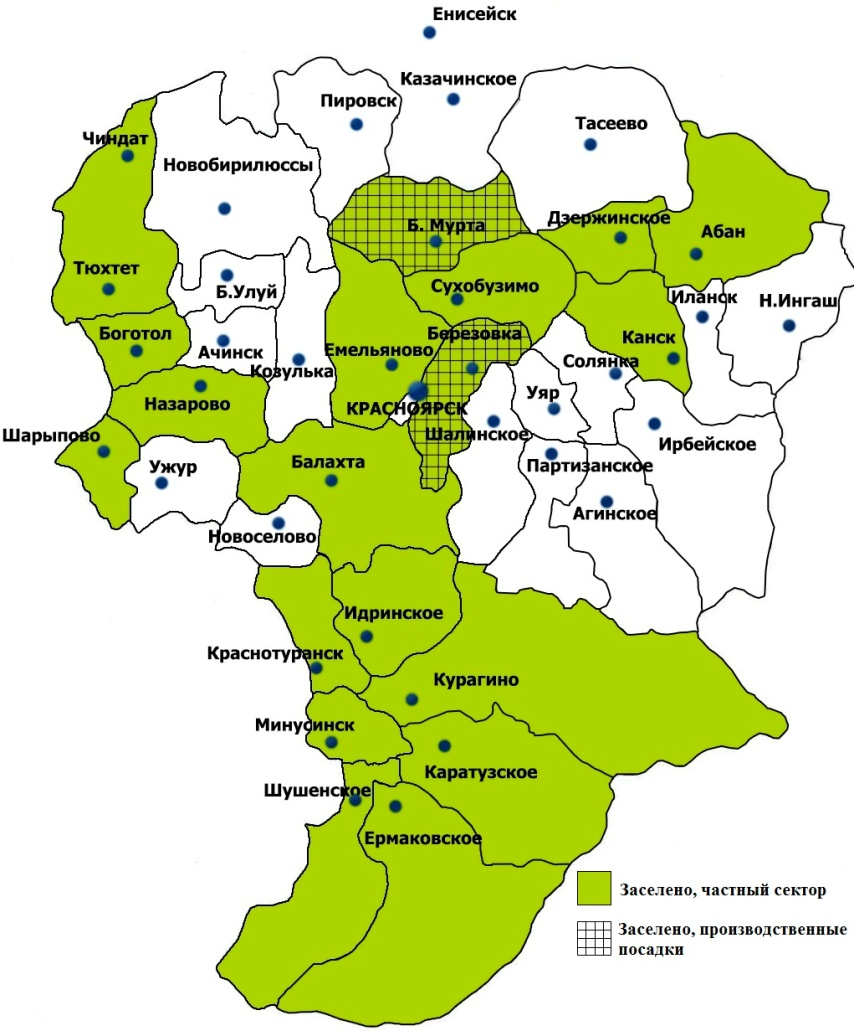 Енисейск
Казачинское
Пировск
Тасеево
Чиндат
Новобирилюссы
Дзержинское
Б. Мурта
Абан
Тюхтет
Сухобузимо
Б.Улуй
Иланск
Н.Ингаш
Боготол
Березовка
Канск
Ачинск
Емельяново
Солянка
Козулька
Уяр
Назарово
КРАСНОЯРСК
Шарыпово
Шалинское
Ирбейское
Ужур
Балахта
Партизанское
Агинское
Новоселово
Идринское
Краснотуранск
Курагино
Минусинск
Каратузское
Шушенское
Ермаковское
Заселено, частный сектор
Заселено, производственные
посадки